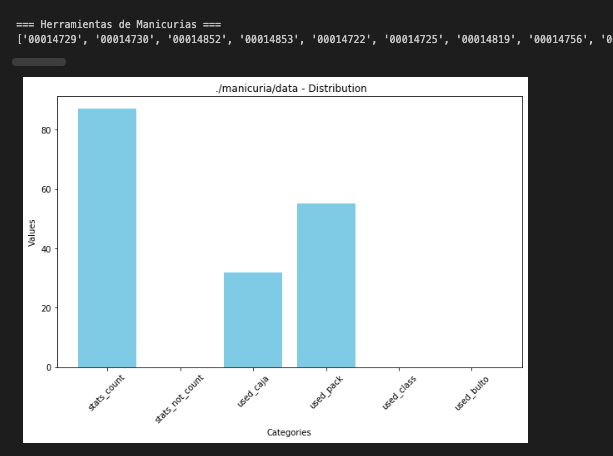 === Herramientas de Manicurias ===
['00014729', '00014730', '00014852', '00014853', '00014722', '00014725', '00014819', '00014756', '0
./manicuria/data - Distribution
Values
80
60
40
20
0
stats_count
stats_not_count
used_caja
used_pack
used_class
used_bulto
Categories